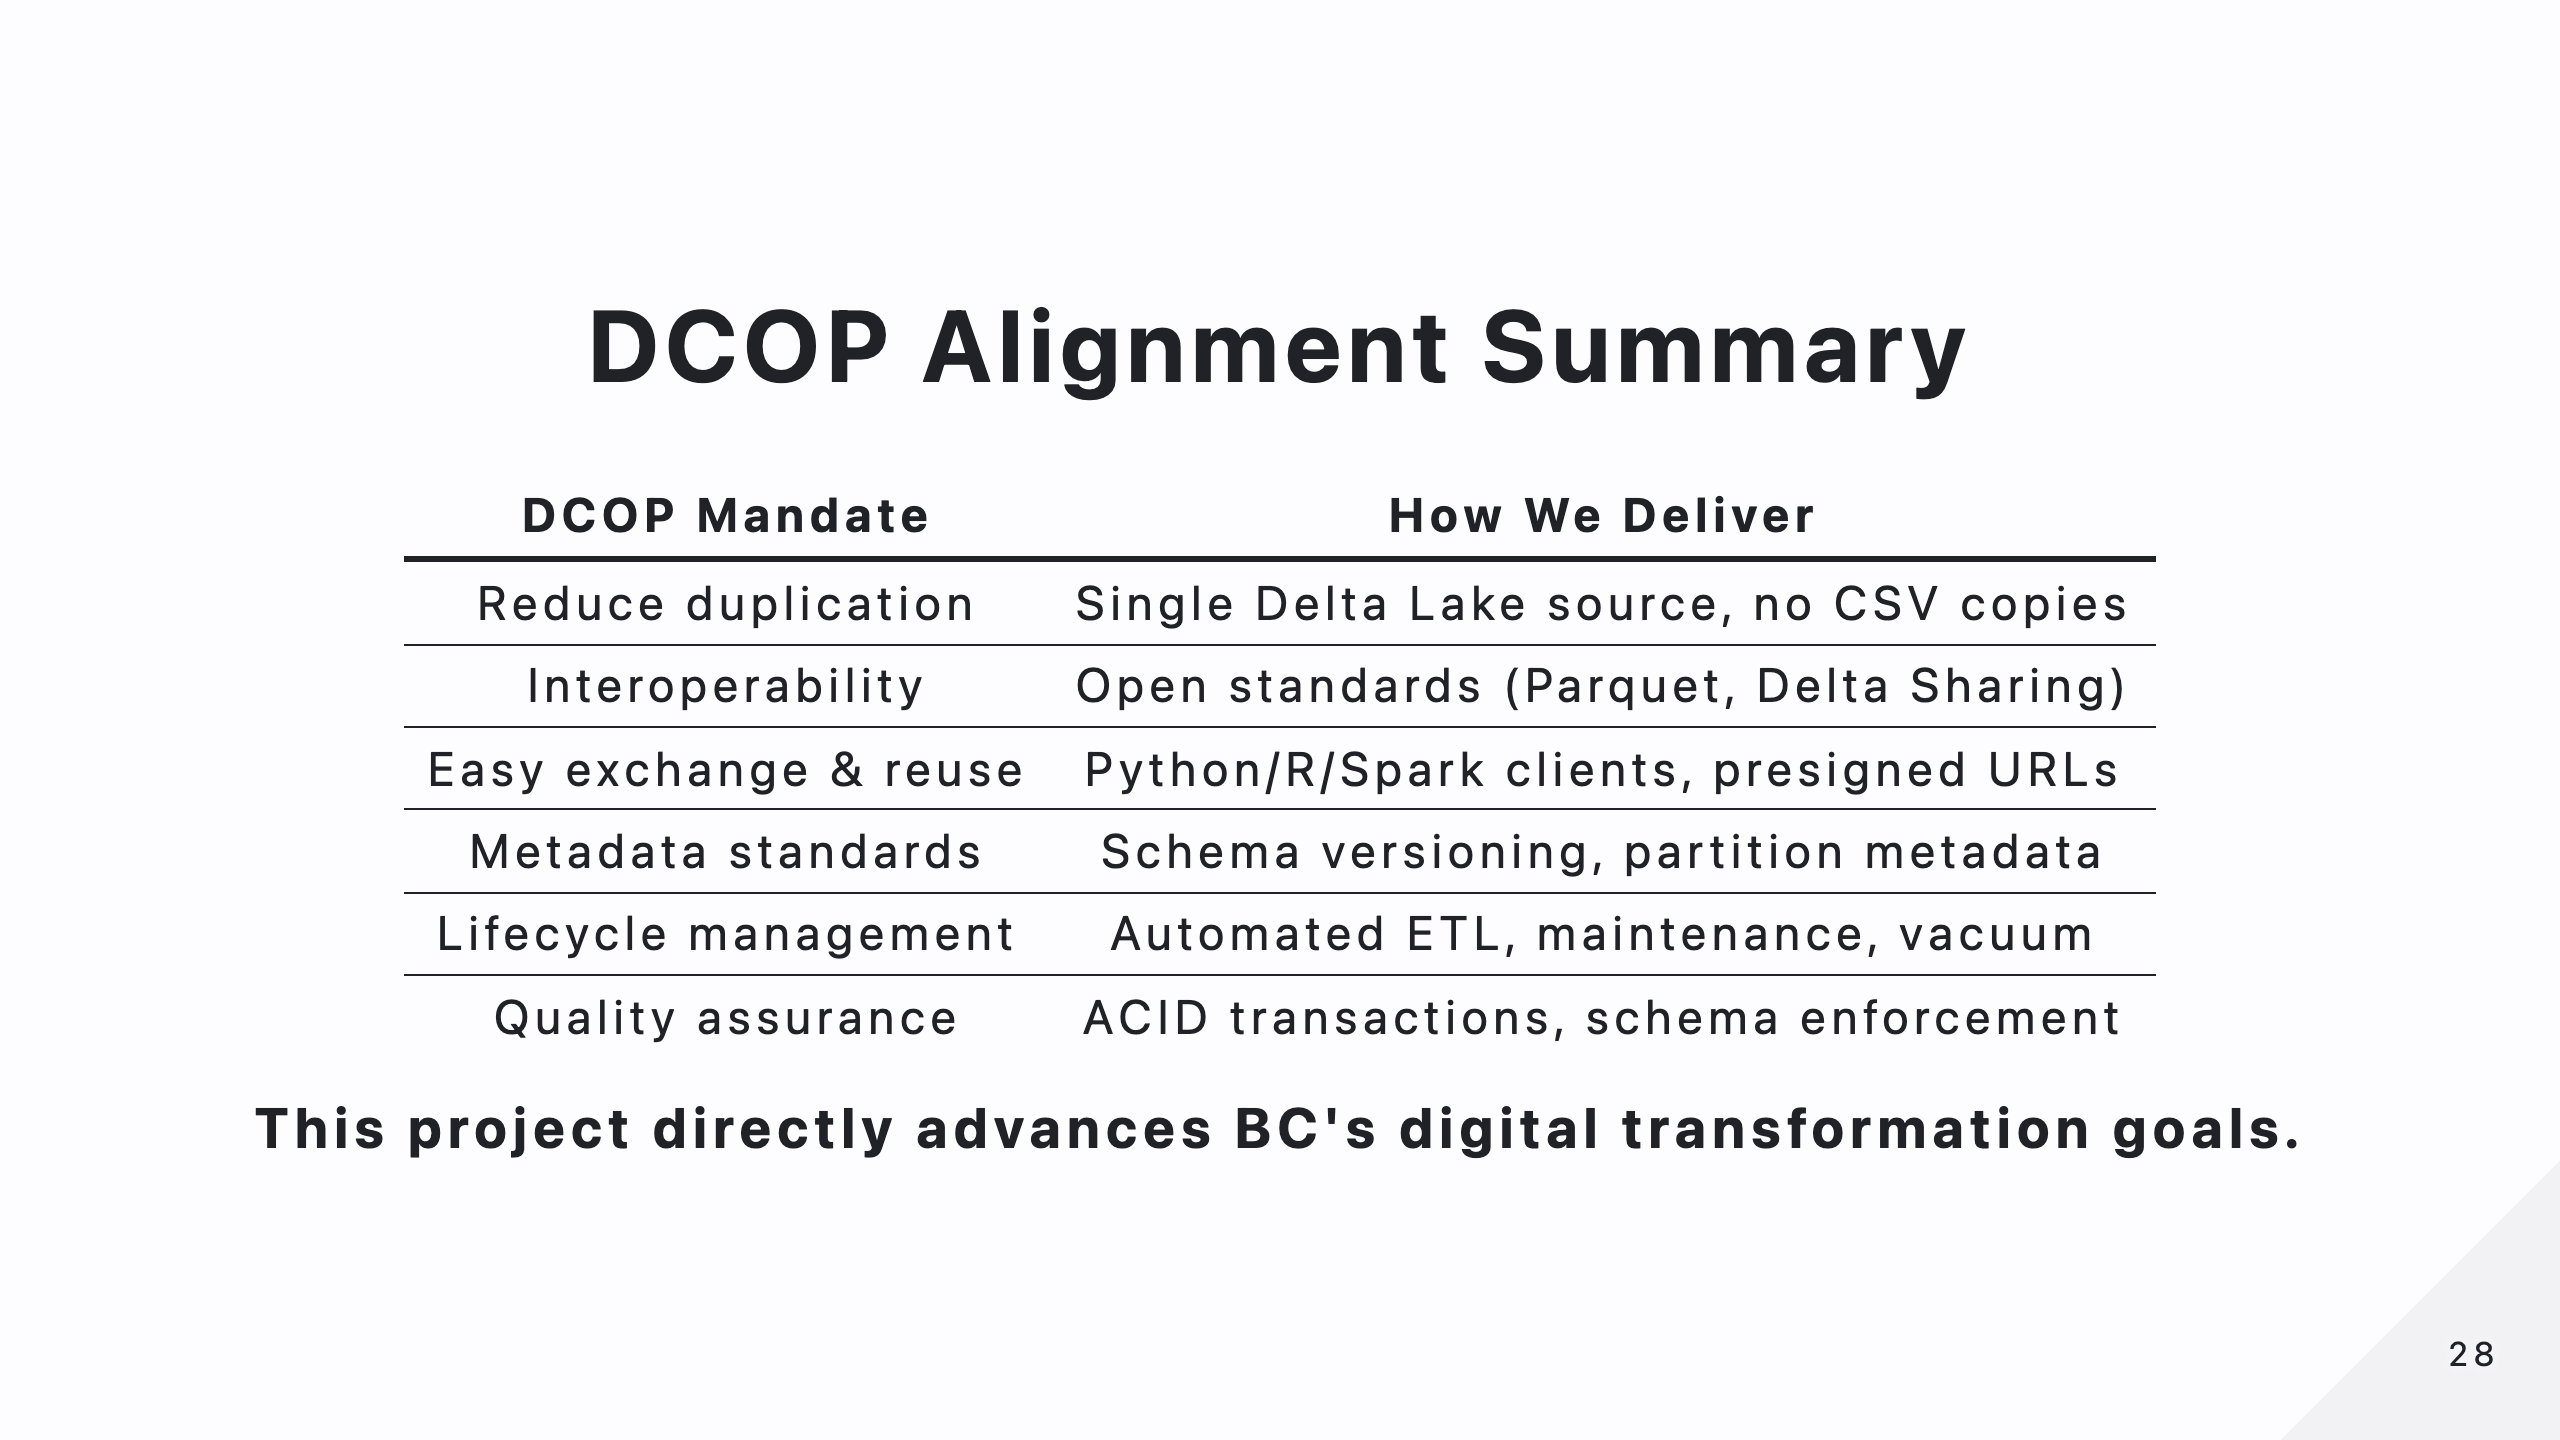 DCOP Alignment Summary
DCOP Mandate How We Deliver
Reduce duplication Single Delta Lake source, no CSV copies
Interoperability Open standards (Parquet, Delta Sharing)
Easy exchange & reuse Python/R/Spark clients, presigned URLs
Metadata standards Schema versioning, partition metadata
Lifecycle management Automated ETL, maintenance, vacuum
Quality assurance ACID transactions, schema enforcement
This project directly advances BC's digital transformation goals.
28